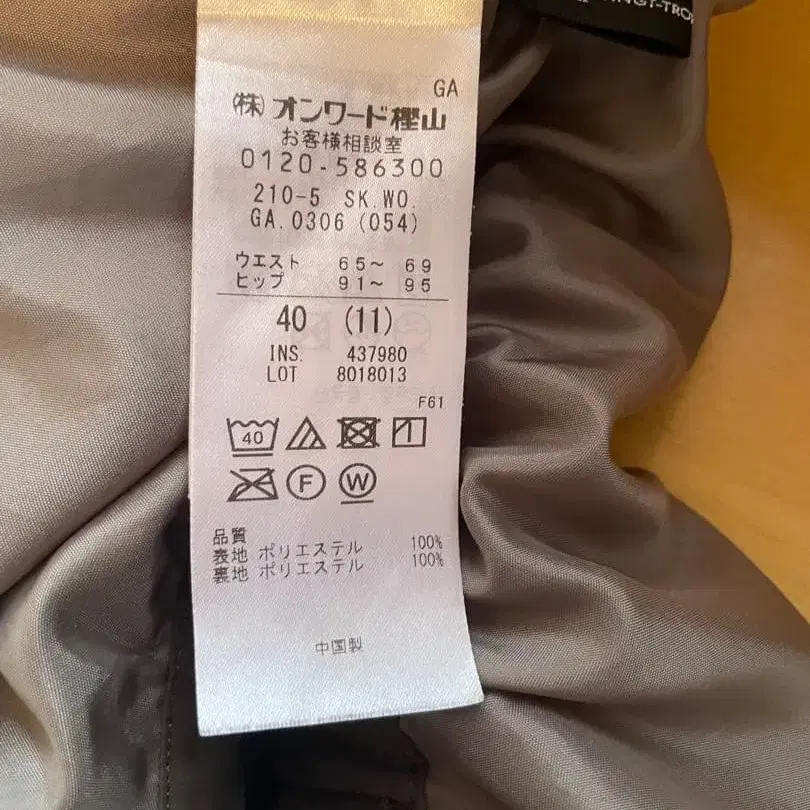 NGT-TRO
GA
(株)オンワード樫山
お客様相談室
0120-586300
210-5 SK.WO.
GA.0306(054)
ウエスト 65～ 69
ヒップ 91～ 95
40 (11)
INS. 437980
LOT 8018013
F61
40
F W
品質
表地 ポリエステル 100%
裏地 ポリエステル 100%
中国製